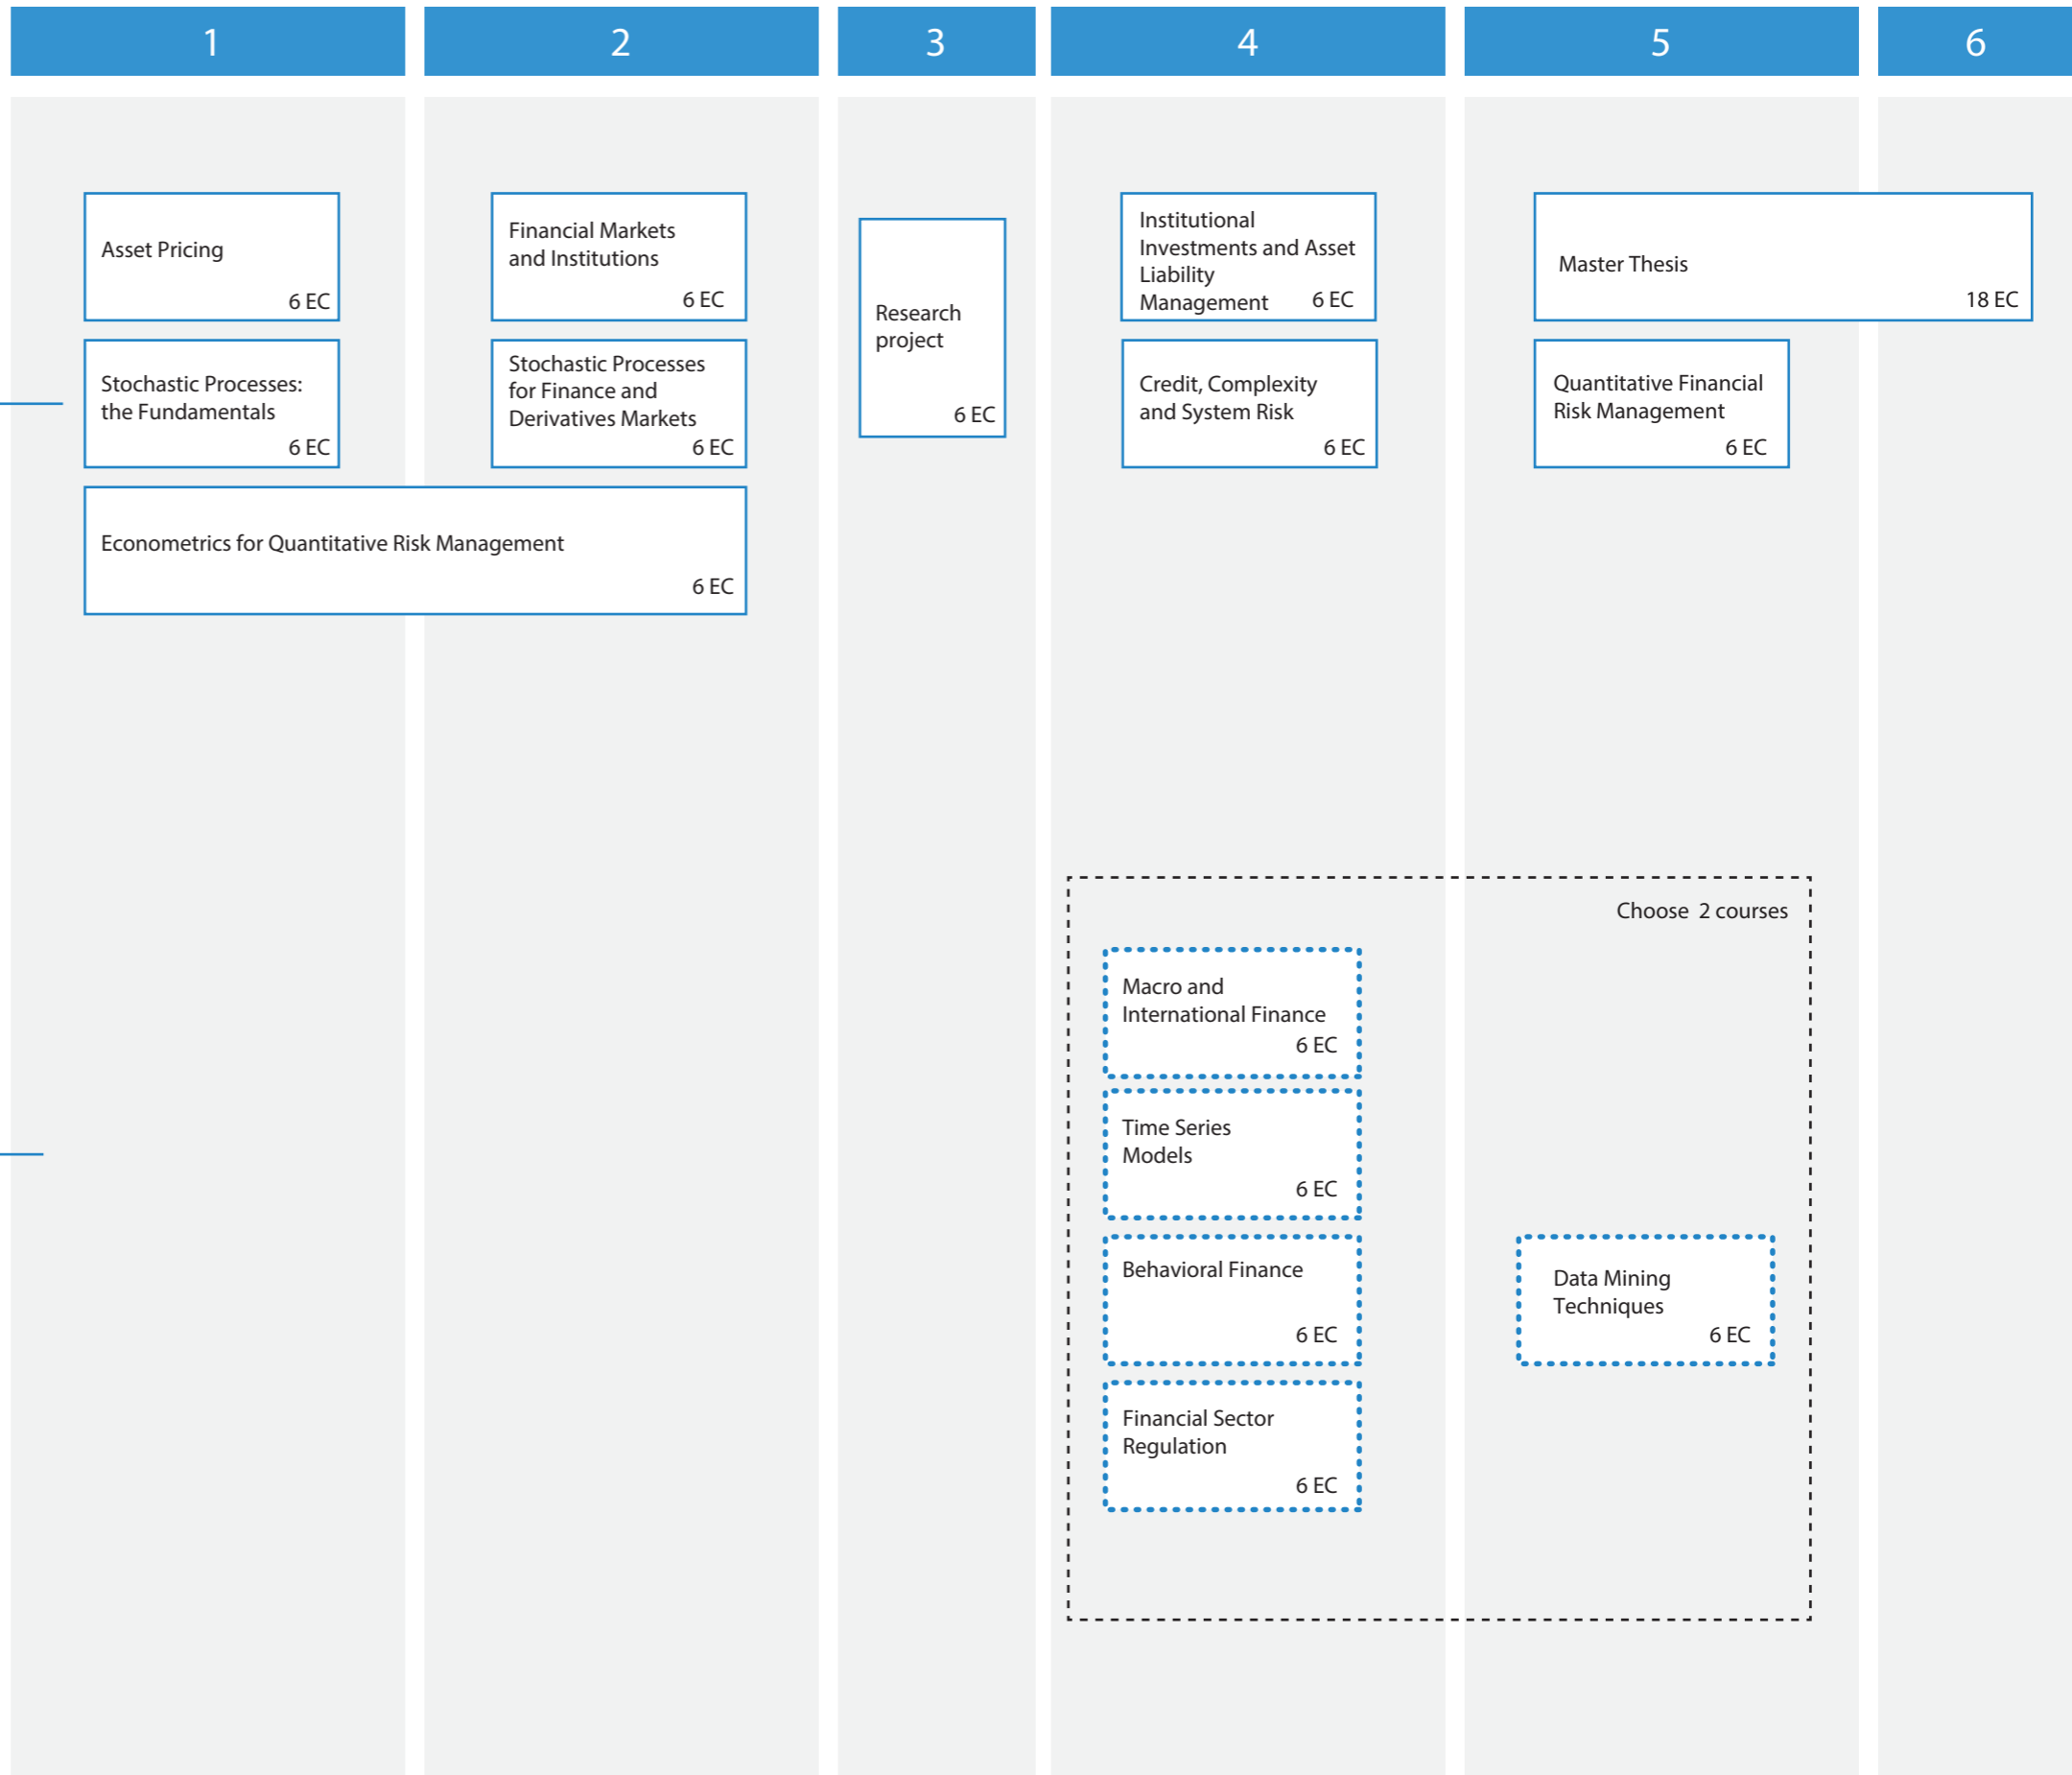 1
2
3
4
5
6
Asset Pricing
6 EC
Stochastic Processes:
the Fundamentals
6 EC
Financial Markets
and Institutions
6 EC
Stochastic Processes
for Finance and
Derivatives Markets
6 EC
Econometrics for Quantitative Risk Management
6 EC
Research
project
6 EC
Institutional
Investments and Asset
Liability
Management 6 EC
Credit, Complexity
and System Risk
6 EC
Master Thesis
18 EC
Quantitative Financial
Risk Management
6 EC
Choose 2 courses
Macro and
International Finance
6 EC
Time Series
Models
6 EC
Behavioral Finance
6 EC
Financial Sector
Regulation
6 EC
Data Mining
Techniques
6 EC